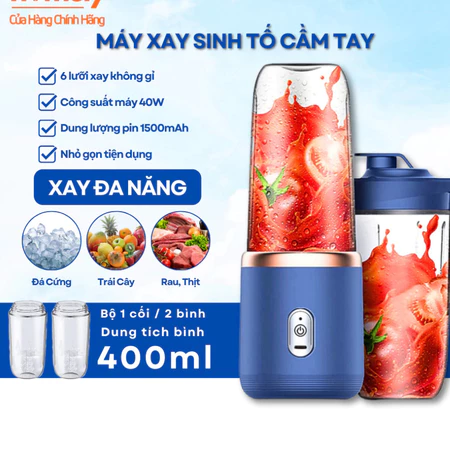 Cửa Hàng Chính Hãng
MÁY XAY SINH TỐ CẦM TAY
6 lưỡi xay không gỉ
Công suất máy 40W
Dung lượng pin 1500mAh
Nhỏ gọn tiện dụng
XAY ĐA NĂNG
Đá Cứng
Trái Cây
Rau, Thịt
Bộ 1 cối / 2 bình
Dung tích bình
400ml